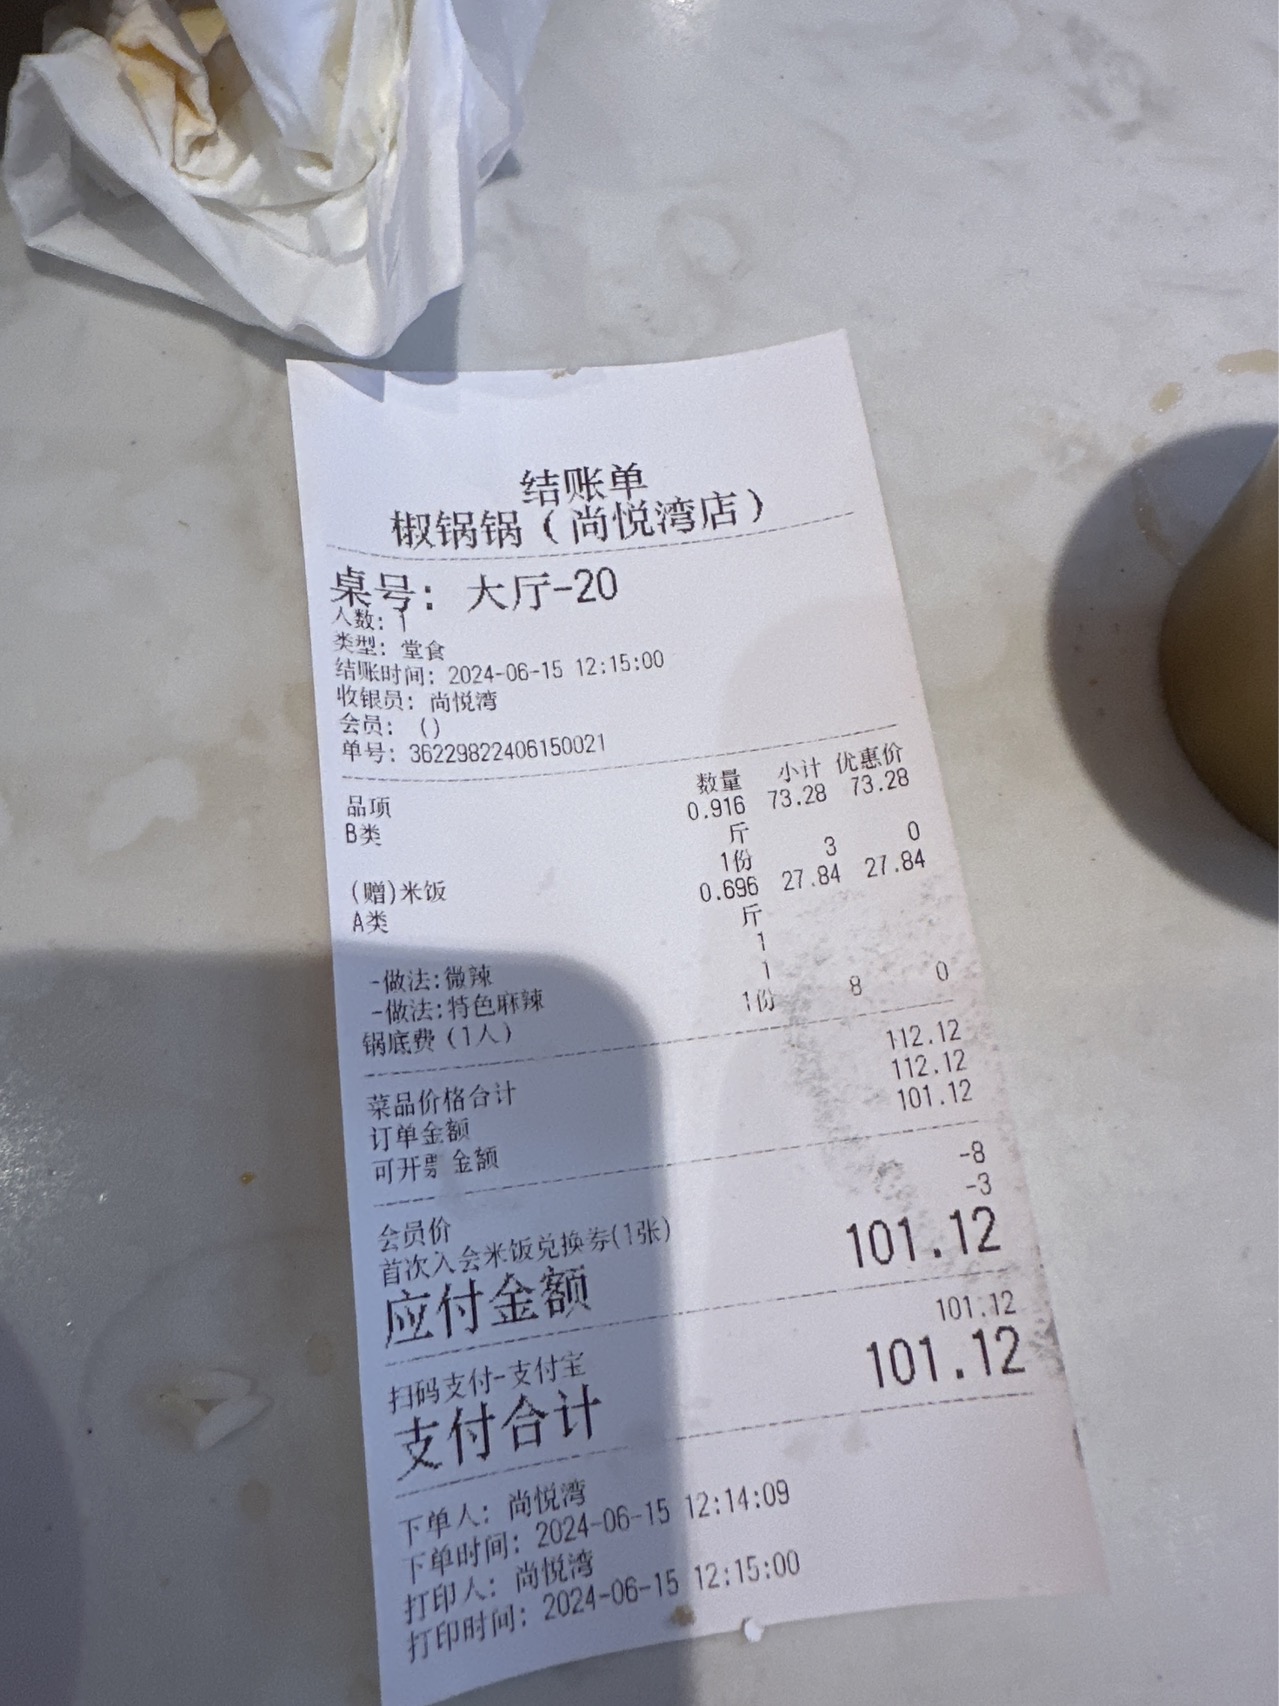 结账单
椒锅锅（尚悦湾店）
桌号：大厅-20
人数：1
类型：堂食
结账时间：2024-06-15 12:15:00
收银员：尚悦湾
会员：()
单号：36229822406150021
品项 数量 小计 优惠价
B类 0.916斤 73.28 73.28
(赠)米饭 1份 3 0
A类 0.696斤 27.84 27.84
-做法:微辣 1
-做法:特色麻辣 1
锅底费（1人） 1份 8 0
菜品价格合计 112.12
订单金额 112.12
可开票 金额 101.12
会员价 -8
首次入会米饭兑换券(1张) -3
应付金额 101.12
扫码支付-支付宝 101.12
支付合计 101.12
下单人：尚悦湾
下单时间：2024-06-15 12:14:09
打印人：尚悦湾
打印时间：2024-06-15 12:15:00